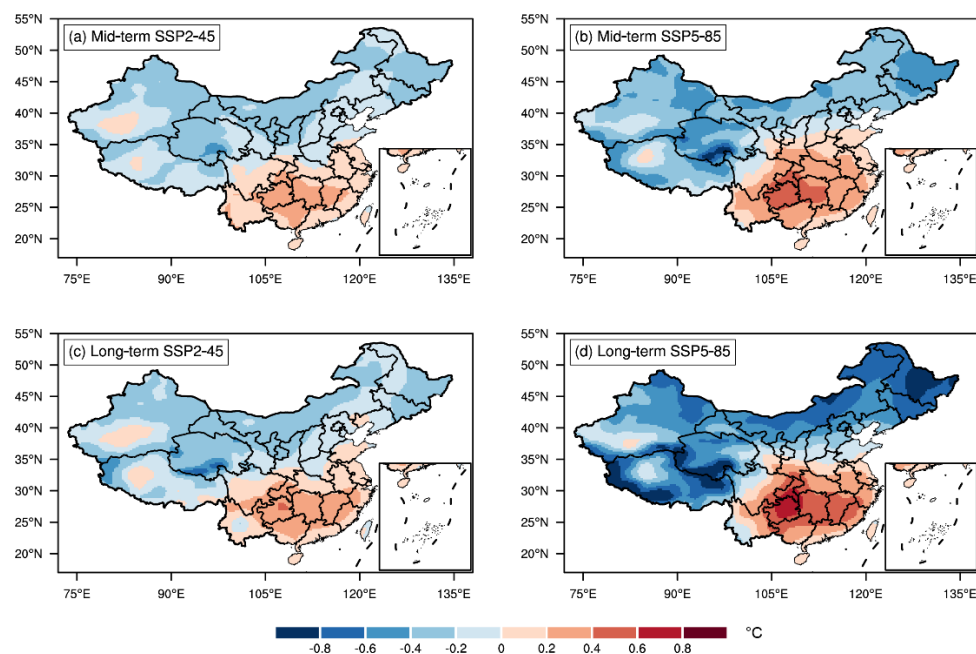 55°N
50°N
45°N
40°N
35°N
30°N
25°N
20°N
(a) Mid-term SSP2-45
75°E 90°E 105°E 120°E 135°E
55°N
50°N
45°N
40°N
35°N
30°N
25°N
20°N
(b) Mid-term SSP5-85
75°E 90°E 105°E 120°E 135°E
55°N
50°N
45°N
40°N
35°N
30°N
25°N
20°N
(c) Long-term SSP2-45
75°E 90°E 105°E 120°E 135°E
55°N
50°N
45°N
40°N
35°N
30°N
25°N
20°N
(d) Long-term SSP5-85
75°E 90°E 105°E 120°E 135°E
-0.8 -0.6 -0.4 -0.2 0 0.2 0.4 0.6 0.8 °C